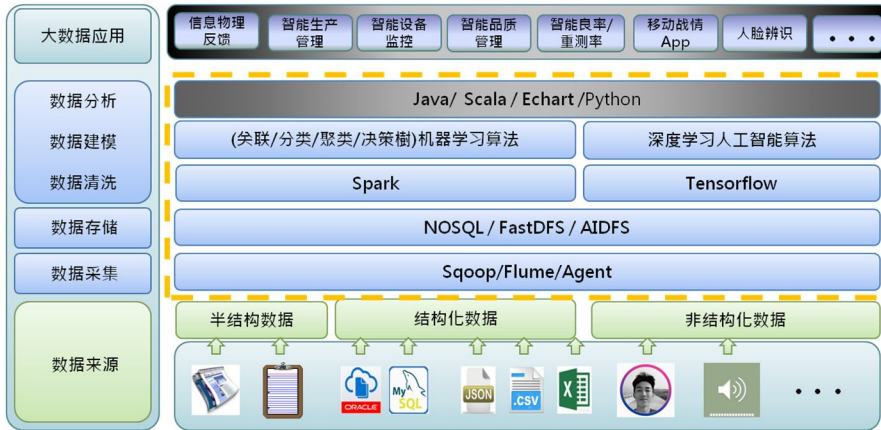 大数据应用
信息物理
反馈
智能生产
管理
智能设备
监控
智能品质
管理
智能良率/
重测率
移动战情
App
人脸辨识
• • •
数据分析
数据建模
数据清洗
Java/ Scala / Echart /Python
(关联/分类/聚类/决策樹)机器学习算法
深度学习人工智能算法
Spark
Tensorflow
数据存储
NOSQL / FastDFS / AIDFS
数据采集
Sqoop/Flume/Agent
半结构数据
结构化数据
非结构化数据
数据来源
ORACLE
My
SQL
JSON
.CSV
X
• • •